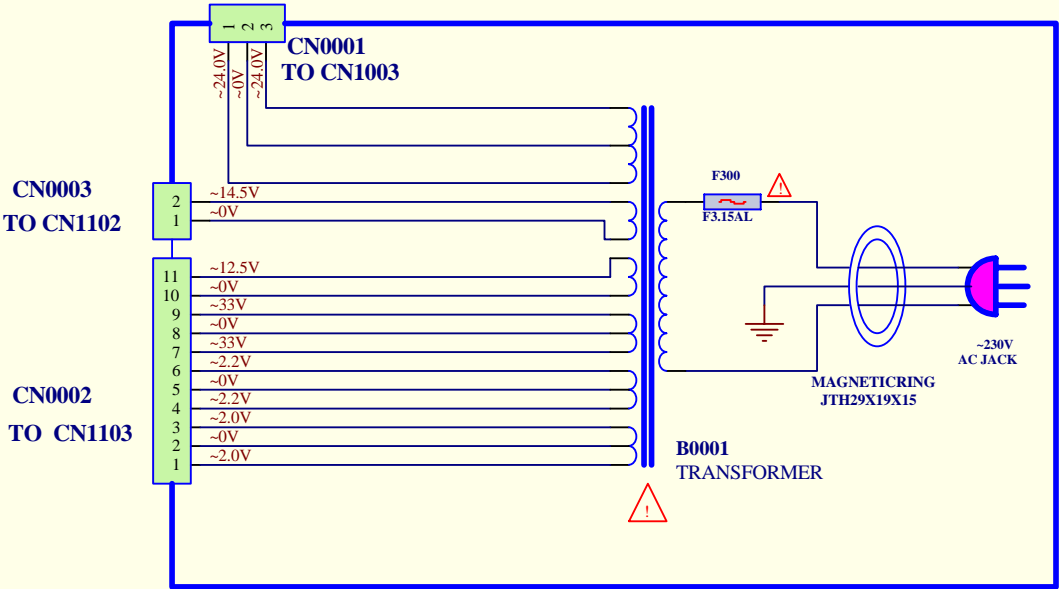 1 2 3
CN0001
TO CN1003
~24.0V
~0V
~24.0V
CN0003
TO CN1102
2 ~14.5V
1 ~0V
F300
!
F3.15AL
11 ~12.5V
10 ~0V
9 ~33V
8 ~0V
7 ~33V
6 ~2.2V
5 ~0V
4 ~2.2V
3 ~2.0V
2 ~0V
1 ~2.0V
CN0002
TO CN1103
~230V
AC JACK
MAGNETICRING
JTH29X19X15
B0001
TRANSFORMER
!